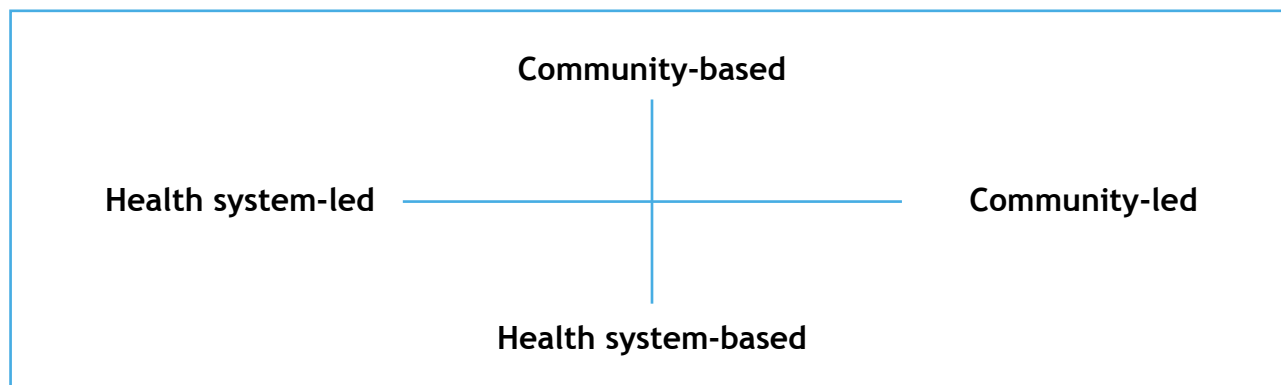 Community-based
Health system-led
Community-led
Health system-based